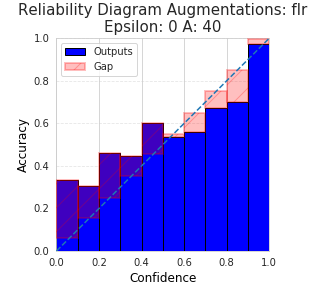 Reliability Diagram Augmentations: flr
Epsilon: 0 A: 40
Outputs
Gap
Accuracy
1.0
0.8
0.6
0.4
0.2
0.0
0.0 0.2 0.4 0.6 0.8 1.0
Confidence